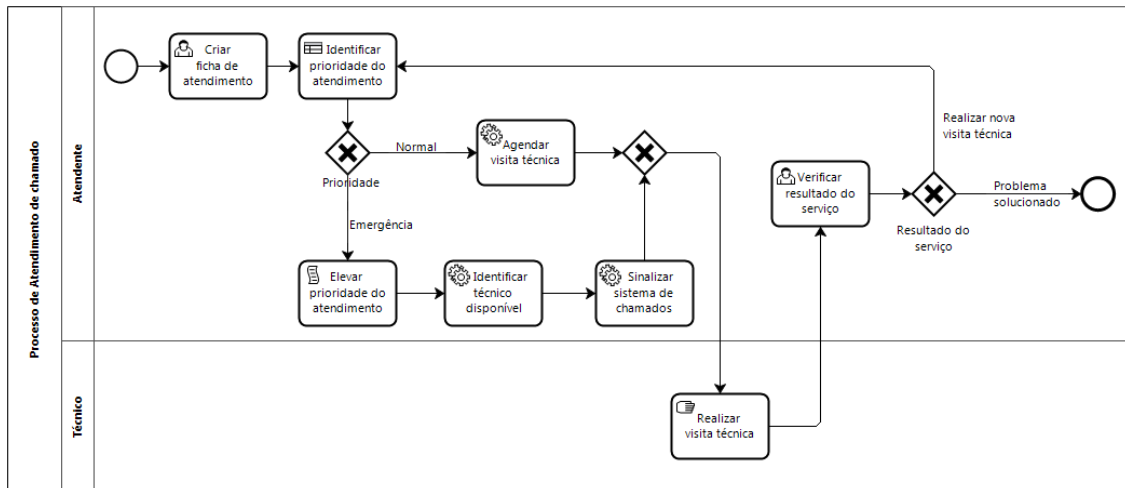 Processo de Atendimento de chamado
Atendente
Criar
ficha de
atendimento
Identificar
prioridade do
atendimento
Prioridade
Normal
Agendar
visita técnica
Emergência
Elevar
prioridade do
atendimento
Identificar
técnico
disponível
Sinalizar
sistema de
chamados
Verificar
resultado do
serviço
Resultado do
serviço
Realizar nova
visita técnica
Problema
solucionado
Técnico
Realizar
visita técnica